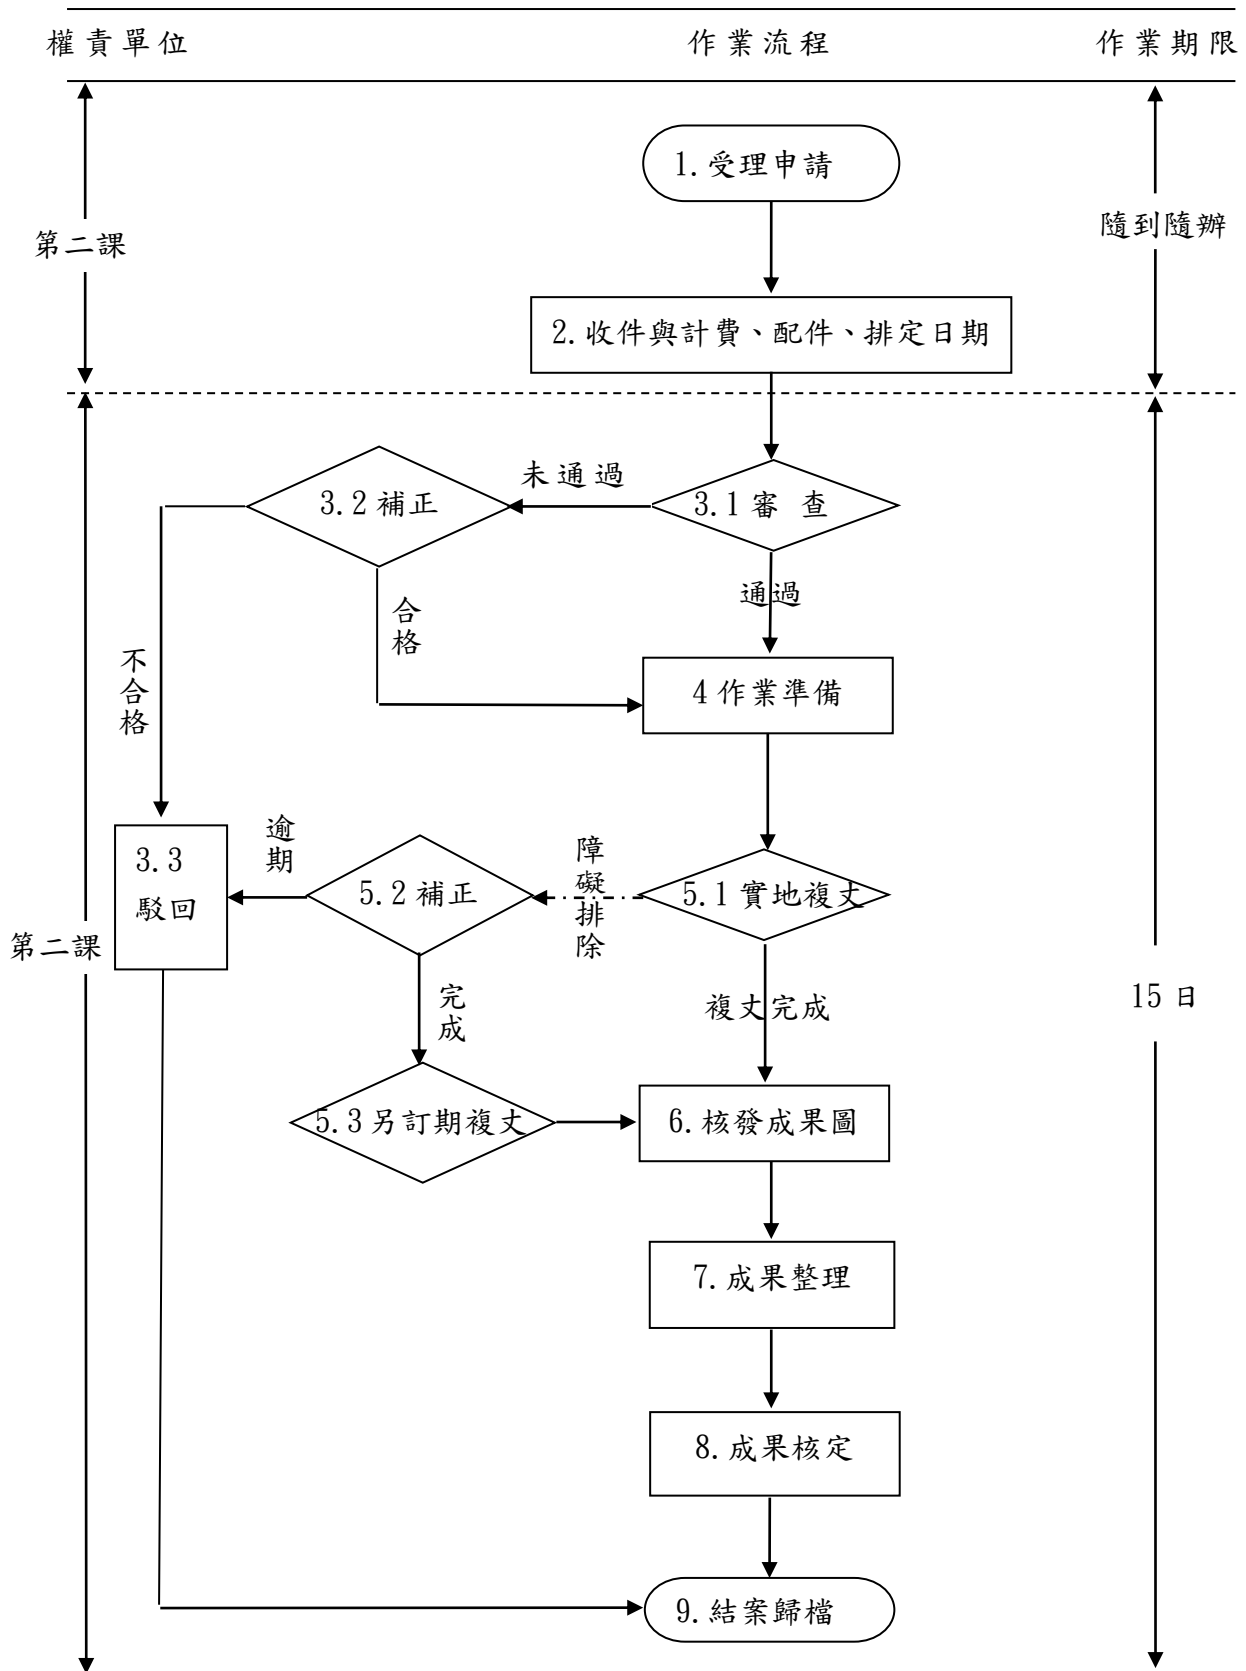 權責單位 作業流程 作業期限
1.受理申請
隨到隨辦
第二課
2.收件與計費、配件、排定日期
未通過
3.2補正
3.1審 查
通過
合格
不合格
4作業準備
逾期
障礙排除
3.3
駁回
5.2補正
5.1實地複丈
第二課
完成
複丈完成
15日
5.3另訂期複丈
6.核發成果圖
7.成果整理
8.成果核定
9.結案歸檔